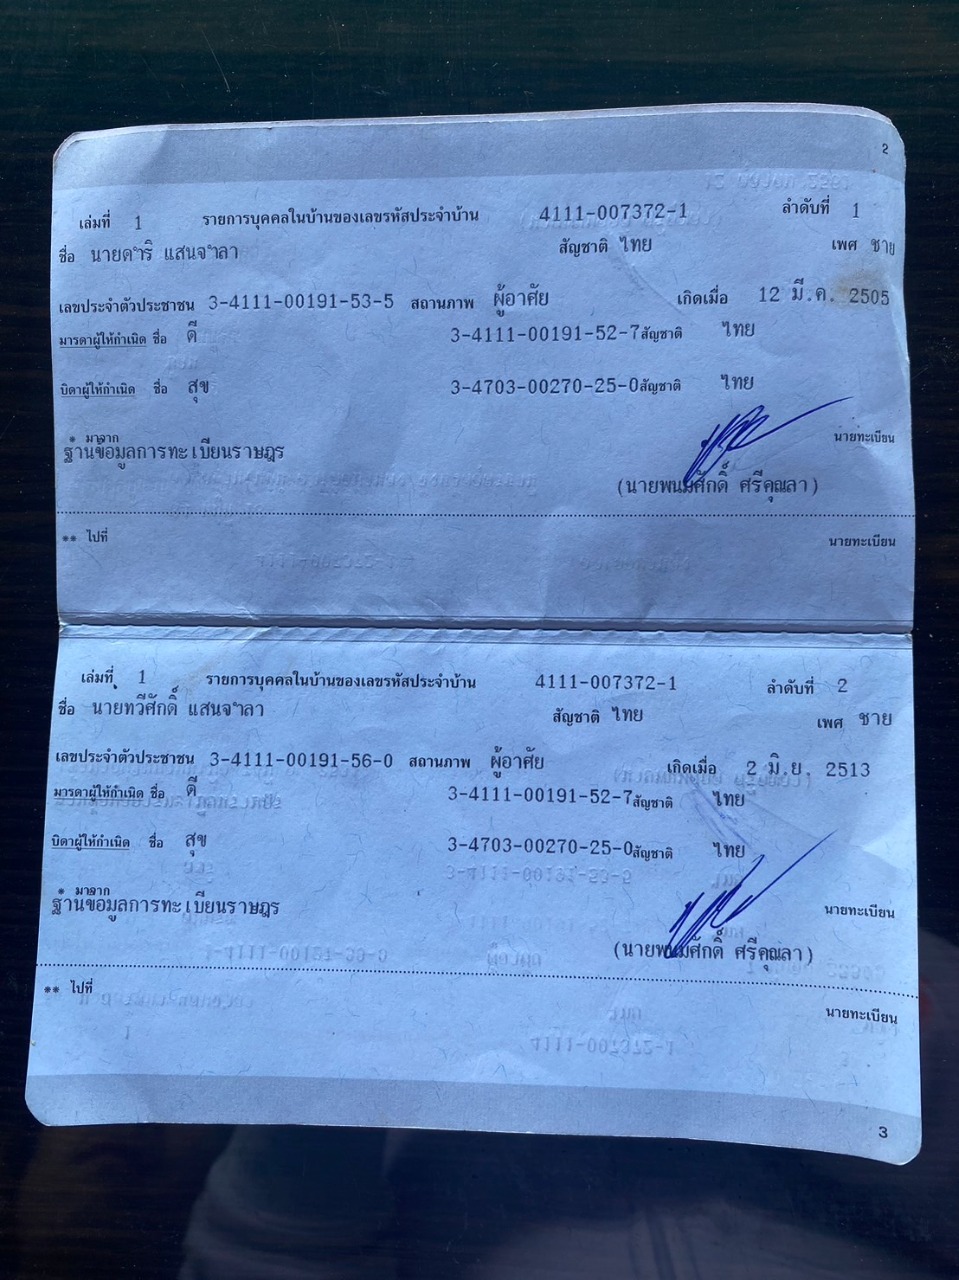 2
เล่มที่ 1 รายการบุคคลในบ้านของเลขรหัสประจำบ้าน 4111-007372-1 ลำดับที่ 1
ชื่อ นายดำริ แสนจำลา สัญชาติ ไทย เพศ ชาย
เลขประจำตัวประชาชน 3-4111-00191-53-5 สถานภาพ ผู้อาศัย เกิดเมื่อ 12 มี.ค. 2505
มารดาผู้ให้กำเนิด ชื่อ ดี 3-4111-00191-52-7 สัญชาติ ไทย
บิดาผู้ให้กำเนิด ชื่อ สุข 3-4703-00270-25-0 สัญชาติ ไทย
* มาจาก นายทะเบียน
ฐานข้อมูลการทะเบียนราษฎร
(นายพนมศักดิ์ ศรีคุณลา)
** ไปที่ นายทะเบียน
เล่มที่ 1 รายการบุคคลในบ้านของเลขรหัสประจำบ้าน 4111-007372-1 ลำดับที่ 2
ชื่อ นายทวีศักดิ์ แสนจำลา สัญชาติ ไทย เพศ ชาย
เลขประจำตัวประชาชน 3-4111-00191-56-0 สถานภาพ ผู้อาศัย เกิดเมื่อ 2 มิ.ย. 2513
มารดาผู้ให้กำเนิด ชื่อ ดี 3-4111-00191-52-7 สัญชาติ ไทย
บิดาผู้ให้กำเนิด ชื่อ สุข 3-4703-00270-25-0 สัญชาติ ไทย
* มาจาก นายทะเบียน
ฐานข้อมูลการทะเบียนราษฎร
(นายพนมศักดิ์ ศรีคุณลา)
** ไปที่ นายทะเบียน
3